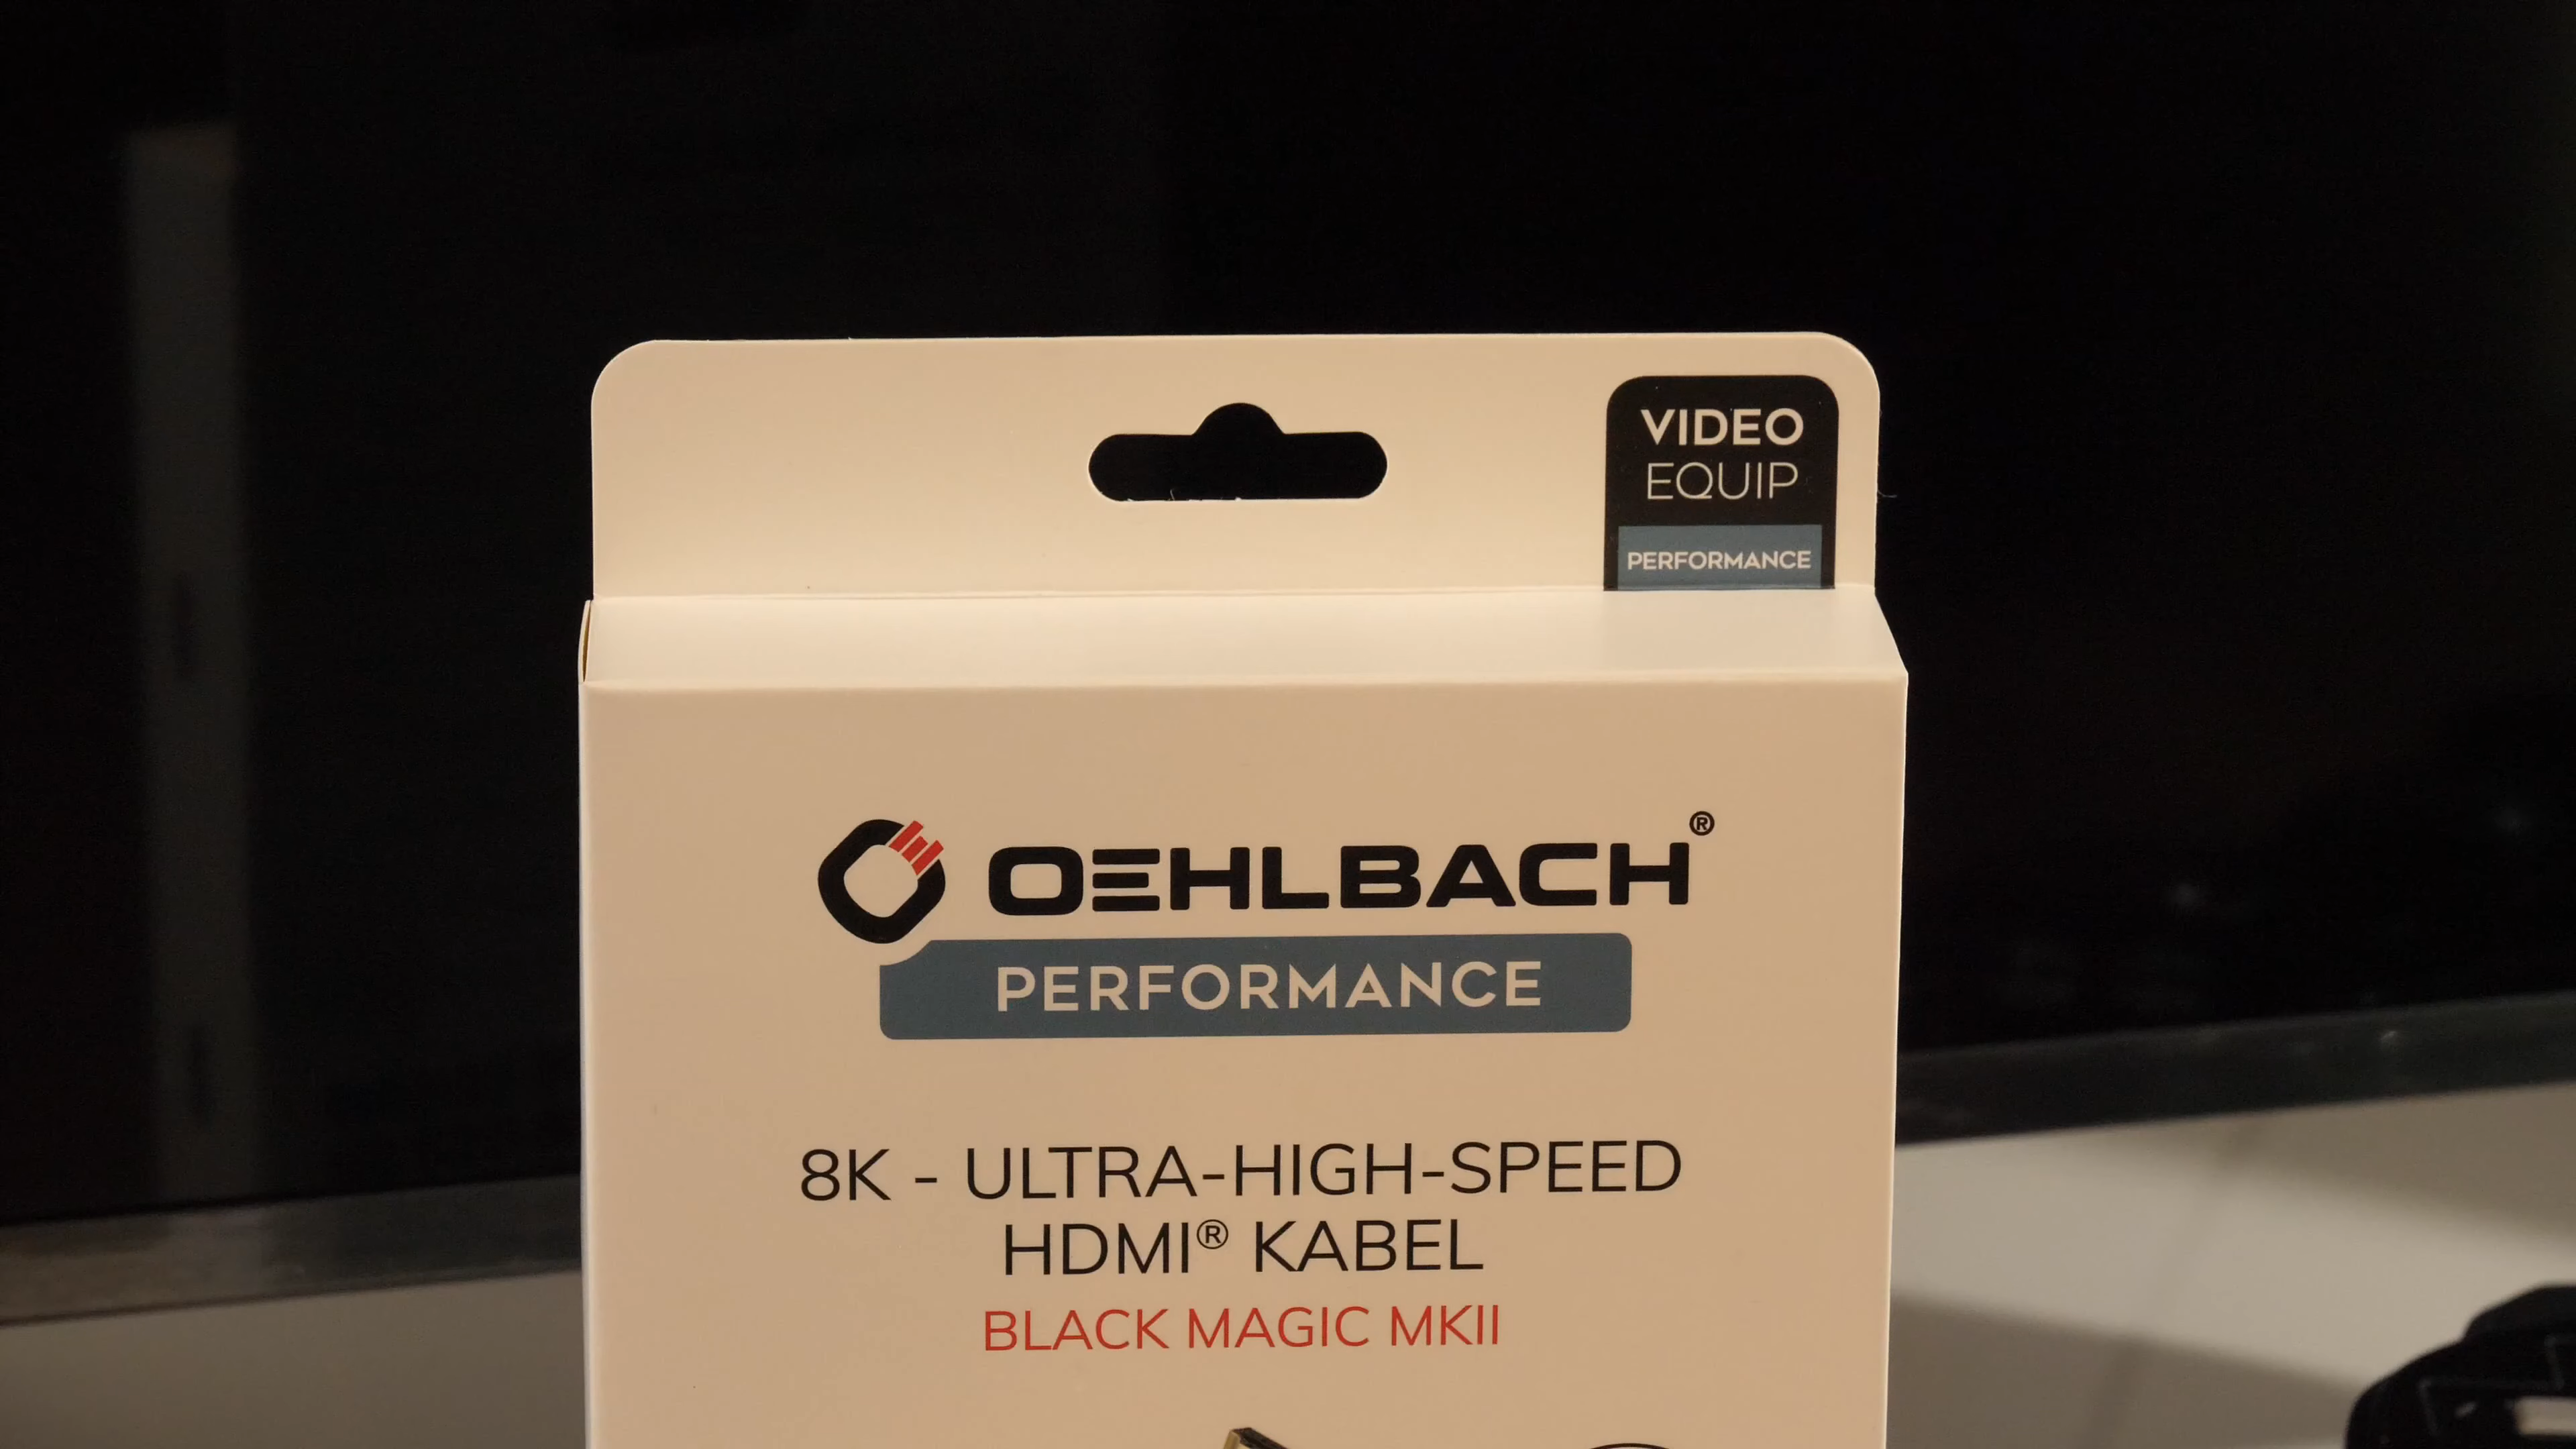 VIDEO
EQUIP
PERFORMANCE
OEHLBACH®
PERFORMANCE
8K - ULTRA-HIGH-SPEED
HDMI® KABEL
BLACK MAGIC MKII